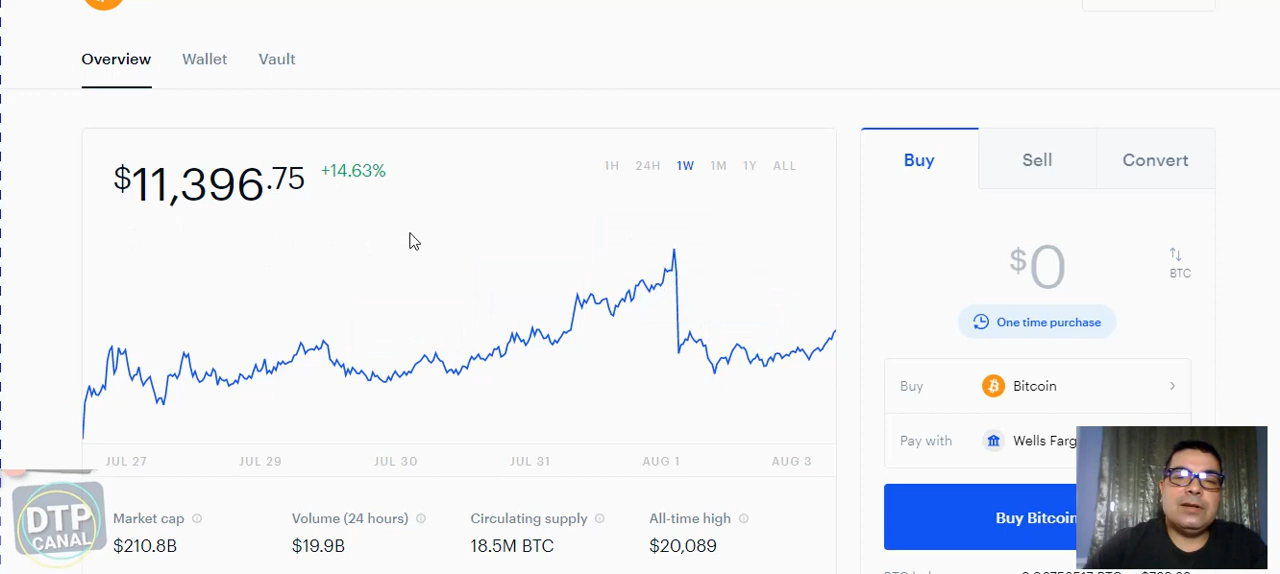 Overview Wallet Vault
$11,396.75 +14.63%
1H 24H 1W 1M 1Y ALL
JUL 27 JUL 29 JUL 30 JUL 31 AUG 1 AUG 3
Market cap Volume (24 hours) Circulating supply All-time high
$210.8B $19.9B 18.5M BTC $20,089
Buy Sell Convert
$0
BTC
One time purchase
Buy Bitcoin
Pay with Wells Farg
Buy Bitcoin
DTP
CANAL